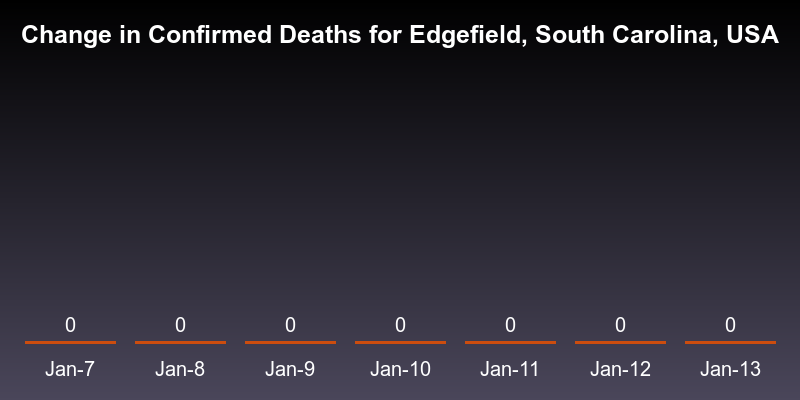 Change in Confirmed Deaths for Edgefield, South Carolina, USA
0 0 0 0 0 0 0
Jan-7 Jan-8 Jan-9 Jan-10 Jan-11 Jan-12 Jan-13